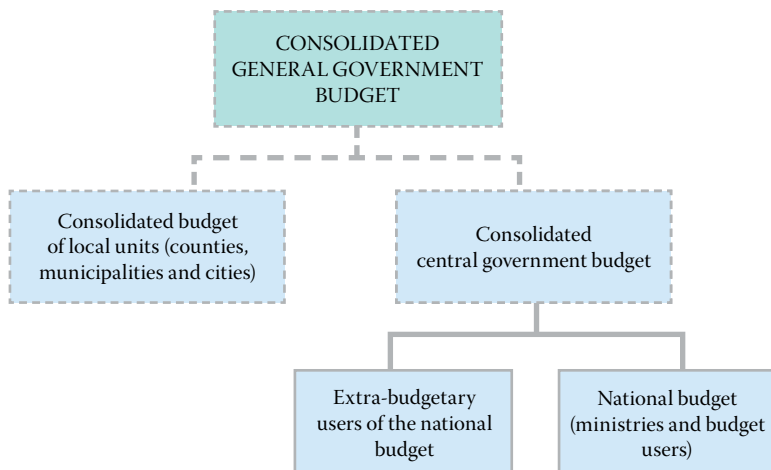 CONSOLIDATED
GENERAL GOVERNMENT
BUDGET
Consolidated budget
of local units (counties,
municipalities and cities)
Consolidated
central government budget
Extra-budgetary
users of the national
budget
National budget
(ministries and budget
users)